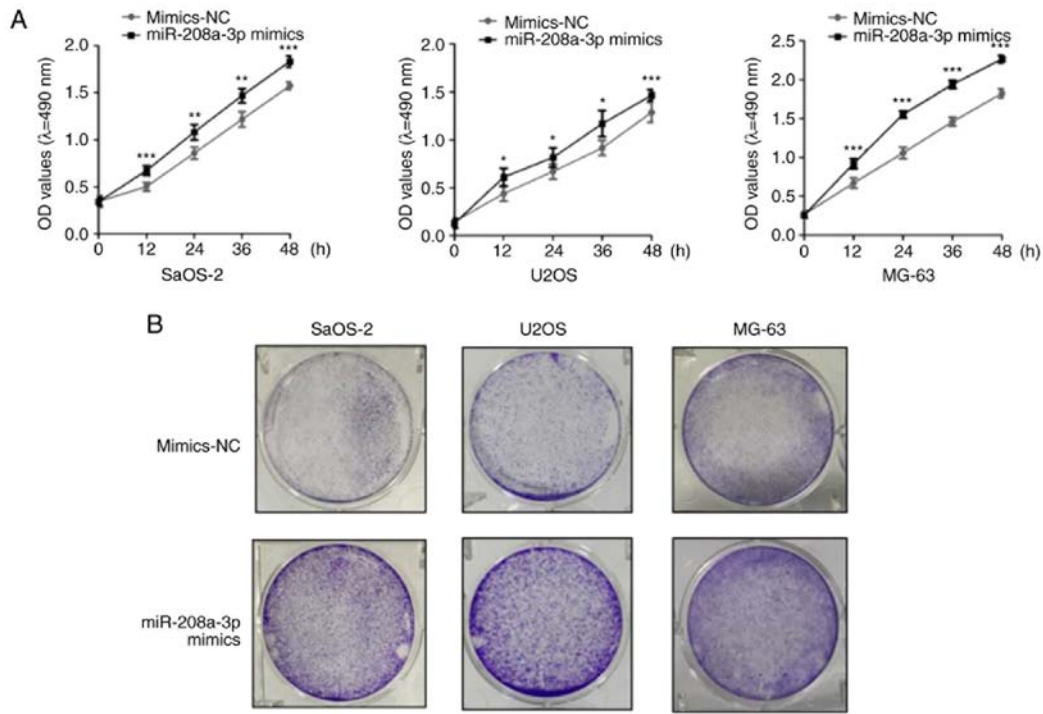 A
Mimics-NC
miR-208a-3p mimics
OD values (λ=490 nm)
2.0
1.5
1.0
0.5
0.0
***
**
**
***
0 12 24 36 48 (h)
SaOS-2
Mimics-NC
miR-208a-3p mimics
OD values (λ=490 nm)
2.0
1.5
1.0
0.5
0.0
*
*
*
***
0 12 24 36 48 (h)
U2OS
Mimics-NC
miR-208a-3p mimics
OD values (λ=490 nm)
2.5
2.0
1.5
1.0
0.5
0.0
***
***
***
***
0 12 24 36 48 (h)
MG-63
B
SaOS-2 U2OS MG-63
Mimics-NC
miR-208a-3p
mimics